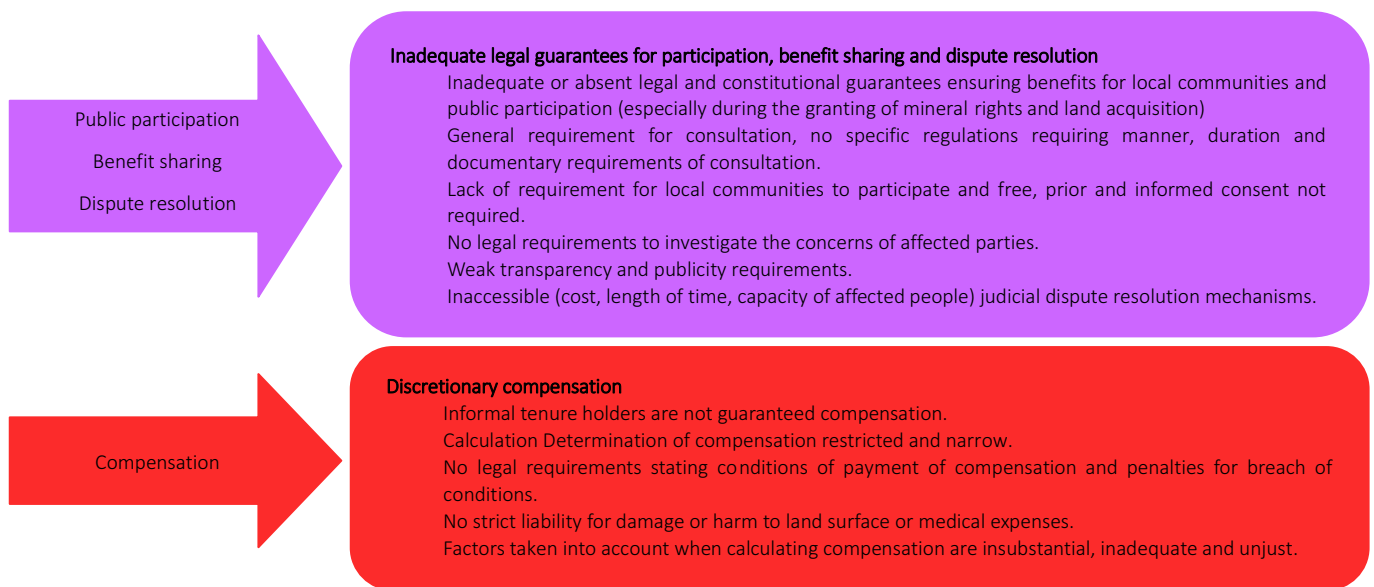 Public participation
Benefit sharing
Dispute resolution
Inadequate legal guarantees for participation, benefit sharing and dispute resolution
Inadequate or absent legal and constitutional guarantees ensuring benefits for local communities and
public participation (especially during the granting of mineral rights and land acquisition)
General requirement for consultation, no specific regulations requiring manner, duration and
documentary requirements of consultation.
Lack of requirement for local communities to participate and free, prior and informed consent not
required.
No legal requirements to investigate the concerns of affected parties.
Weak transparency and publicity requirements.
Inaccessible (cost, length of time, capacity of affected people) judicial dispute resolution mechanisms.
Compensation
Discretionary compensation
Informal tenure holders are not guaranteed compensation.
Calculation Determination of compensation restricted and narrow.
No legal requirements stating conditions of payment of compensation and penalties for breach of
conditions.
No strict liability for damage or harm to land surface or medical expenses.
Factors taken into account when calculating compensation are insubstantial, inadequate and unjust.